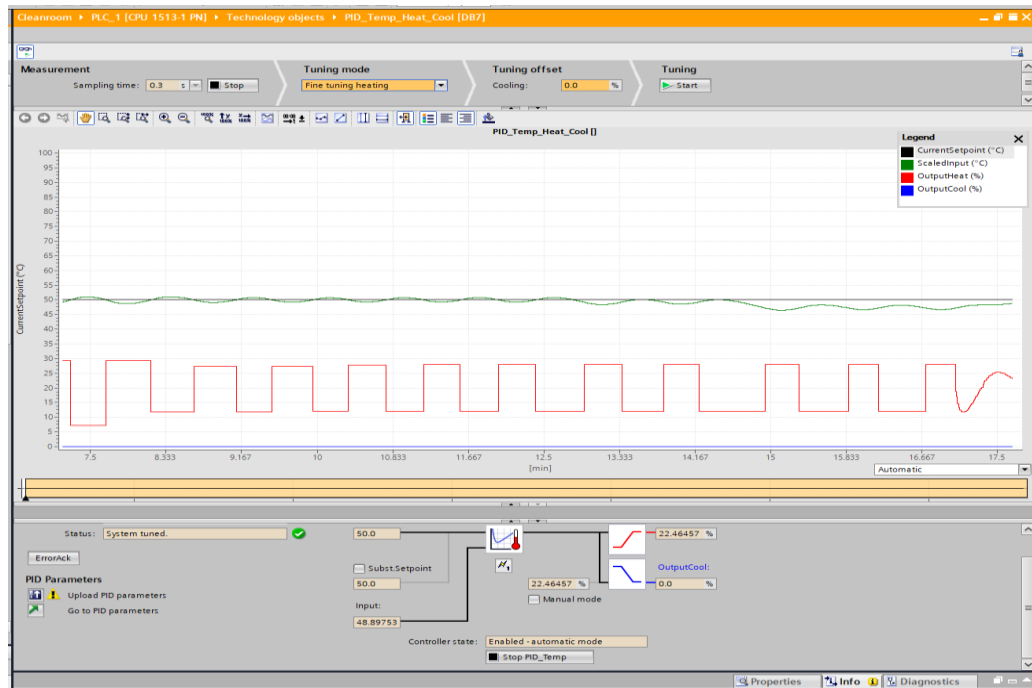 Cleanroom ▸ PLC_1 [CPU 1513-1 PN] ▸ Technology objects ▸ PID_Temp_Heat_Cool [DB7]
Measurement
Sampling time: 0.3 s
Stop
Tuning mode
Fine tuning heating
Tuning offset
Cooling: 0.0 %
Tuning
Start
PID_Temp_Heat_Cool []
Legend
CurrentSetpoint (°C)
ScaledInput (°C)
OutputHeat (%)
OutputCool (%)
CurrentSetpoint (°C)
100
95
90
85
80
75
70
65
60
55
50
45
40
35
30
25
20
15
10
5
0
7.5 8.333 9.167 10 10.833 11.667 12.5 13.333 14.167 15 15.833 16.667 17.5
[min]
Automatic
Status: System tuned.
ErrorAck
PID Parameters
Upload PID parameters
Go to PID parameters
50.0
Subst.Setpoint
50.0
Input:
48.89753
22.46457 %
Manual mode
22.46457 %
OutputCool:
0.0 %
Controller state: Enabled - automatic mode
Stop PID_Temp
Properties Info Diagnostics